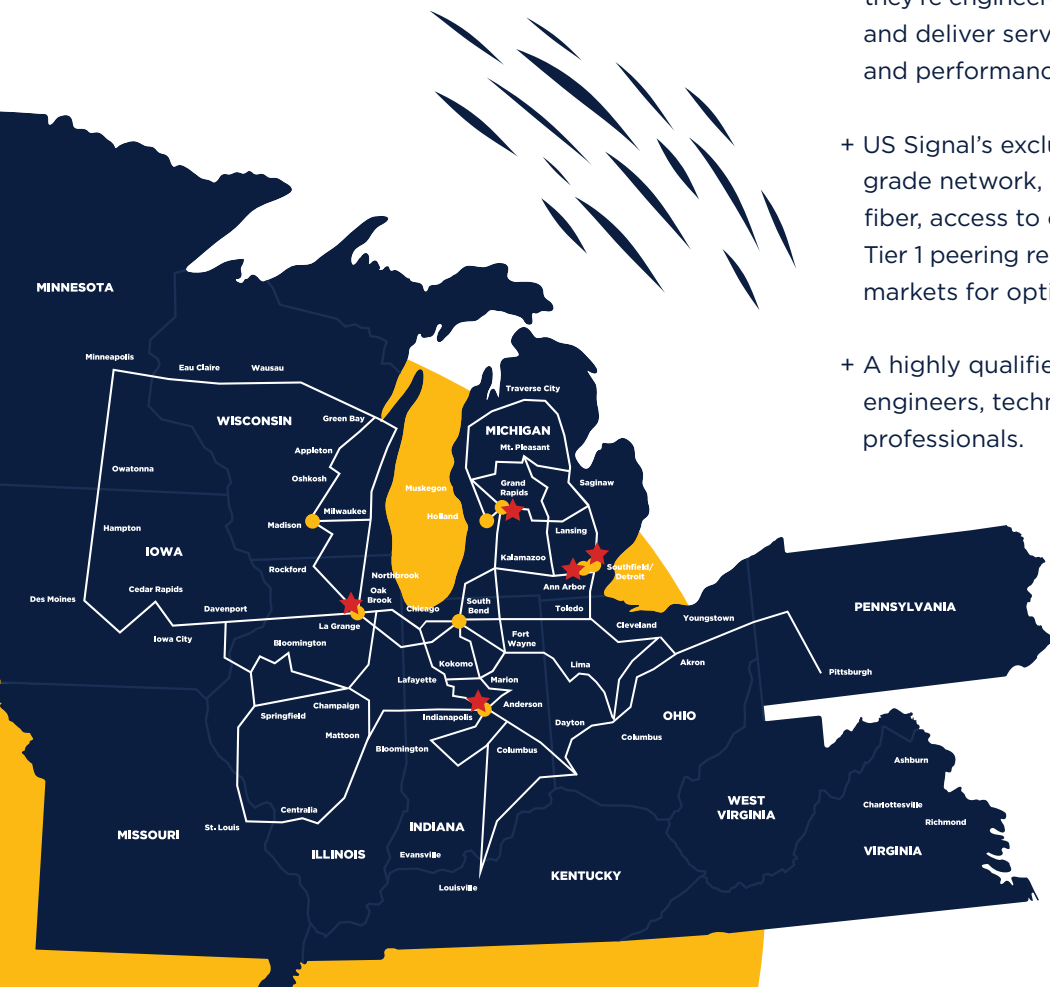 they're engineer
and deliver serv
and performanc
+ US Signal's exclu
grade network,
fiber, access to
Tier 1 peering re
markets for opti
+ A highly qualifie
engineers, techn
professionals.
MINNESOTA
Minneapolis
Eau Claire
Wausau
WISCONSIN
Green Bay
Appleton
Oshkosh
Milwaukee
Madison
Owatonna
Hampton
IOWA
Cedar Rapids
Des Moines
Iowa City
Davenport
Rockford
Northbrook
Oak
Brook
La Grange
Chicago
Traverse City
MICHIGAN
Mt. Pleasant
Grand
Rapids
Saginaw
Muskegon
Holland
Lansing
Kalamazoo
Southfield/
Detroit
Ann Arbor
South
Bend
Toledo
Cleveland
Youngstown
PENNSYLVANIA
Pittsburgh
Akron
Fort
Wayne
Lima
Kokomo
Lafayette
Marion
Anderson
Indianapolis
Dayton
OHIO
Columbus
Bloomington
Springfield
Champaign
Mattoon
Bloomington
Columbus
Centralia
St. Louis
MISSOURI
ILLINOIS
INDIANA
Evansville
Louisville
KENTUCKY
WEST
VIRGINIA
Ashburn
Charlottesville
Richmond
VIRGINIA